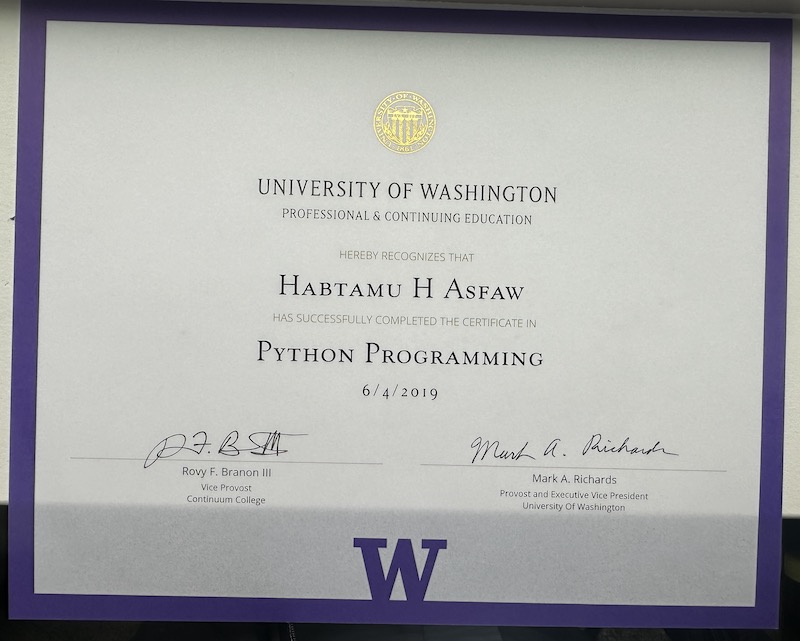 UNIVERSITY OF WASHINGTON
PROFESSIONAL & CONTINUING EDUCATION
HEREBY RECOGNIZES THAT
HABTAMU H ASFAW
HAS SUCCESSFULLY COMPLETED THE CERTIFICATE IN
PYTHON PROGRAMMING
6/4/2019
Mark A. Richards
Rovy F. Branon III
Vice Provost
Continuum College
Mark A. Richards
Provost and Executive Vice President
University Of Washington
W